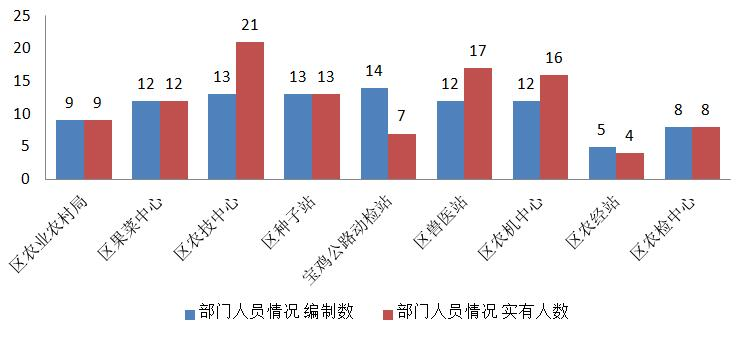 25
20
15
10
5
0
9 9 12 12 13 21 13 13 14 7 12 17 12 16 5 4 8 8
区农业农村局
区果菜中心
区农技中心
区种子站
宝鸡公路动检站
区兽医站
区农机中心
区农经站
区农检中心
部门人员情况 编制数 部门人员情况 实有人数